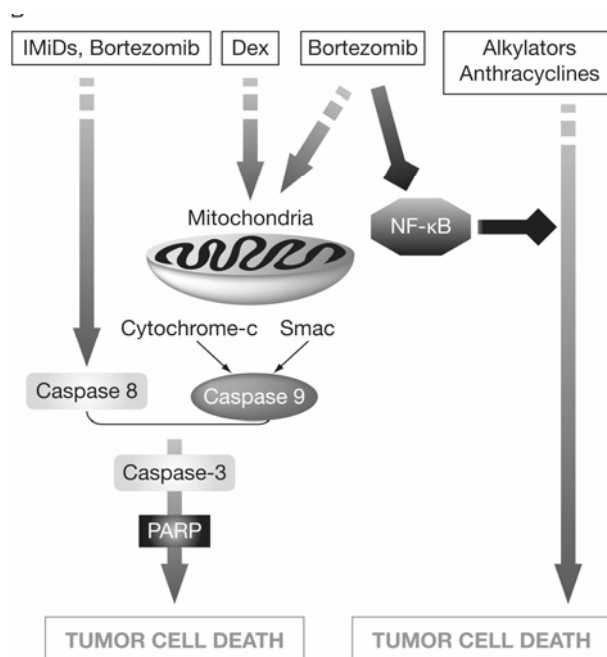 IMiDs, Bortezomib
Dex
Bortezomib
Alkylators
Anthracyclines
Mitochondria
NF-κB
Cytochrome-c
Smac
Caspase 8
Caspase 9
Caspase-3
PARP
TUMOR CELL DEATH
TUMOR CELL DEATH